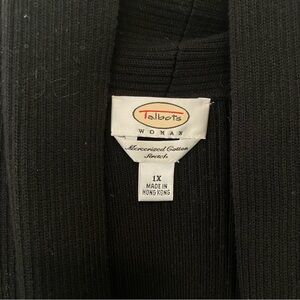 Talbots
WOMAN
Mercerized Cotton
Stretch
1X
MADE IN
HONG KONG